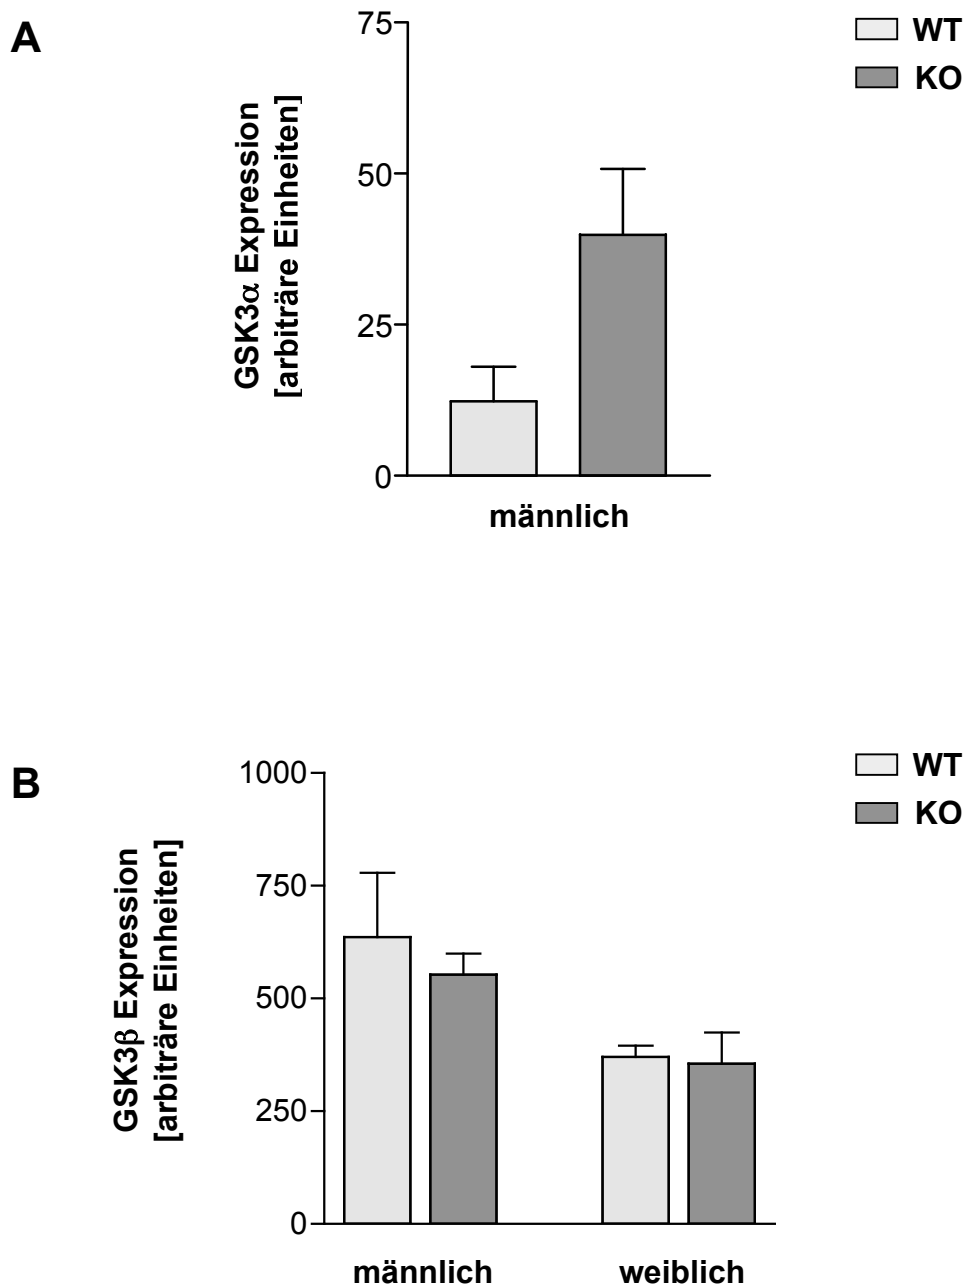 A
WT
KO
GSK3α Expression
[arbiträre Einheiten]
75
50
25
0
männlich
B
WT
KO
GSK3β Expression
[arbiträre Einheiten]
1000
750
500
250
0
männlich weiblich